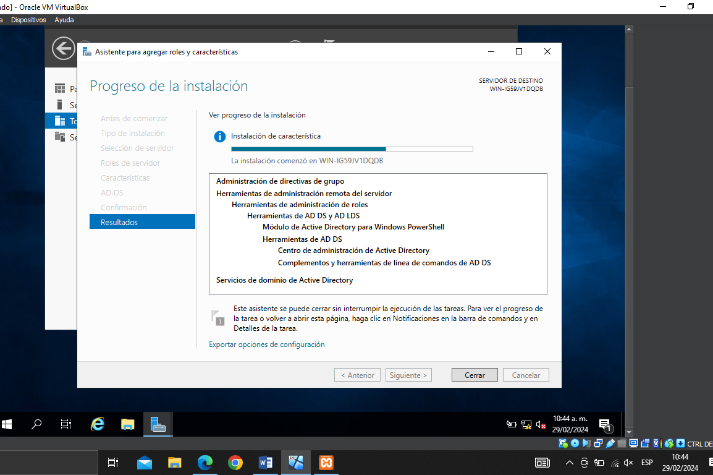 ndo] - Oracle VM VirtualBox
a Dispositivos Ayuda
Asistente para agregar roles y características
Progreso de la instalación
SERVIDOR DE DESTINO
WIN-IG59JV1DQDB
Antes de comenzar
Tipo de instalación
Selección de servidor
Roles de servidor
Características
AD DS
Confirmación
Resultados
Ver progreso de la instalación
Instalación de característica
La instalación comenzó en WIN-IG59JV1DQDB
Administración de directivas de grupo
Herramientas de administración remota del servidor
Herramientas de administración de roles
Herramientas de AD DS y AD LDS
Módulo de Active Directory para Windows PowerShell
Herramientas de AD DS
Centro de administración de Active Directory
Complementos y herramientas de línea de comandos de AD DS
Servicios de dominio de Active Directory
Este asistente se puede cerrar sin interrumpir la ejecución de las tareas. Para ver el progreso de
la tarea o volver a abrir esta página, haga clic en Notificaciones en la barra de comandos y en
Detalles de la tarea.
Exportar opciones de configuración
< Anterior Siguiente > Cerrar Cancelar
10:44 a. m.
29/02/2024
CTRL DE
ESP
10:44
29/02/2024